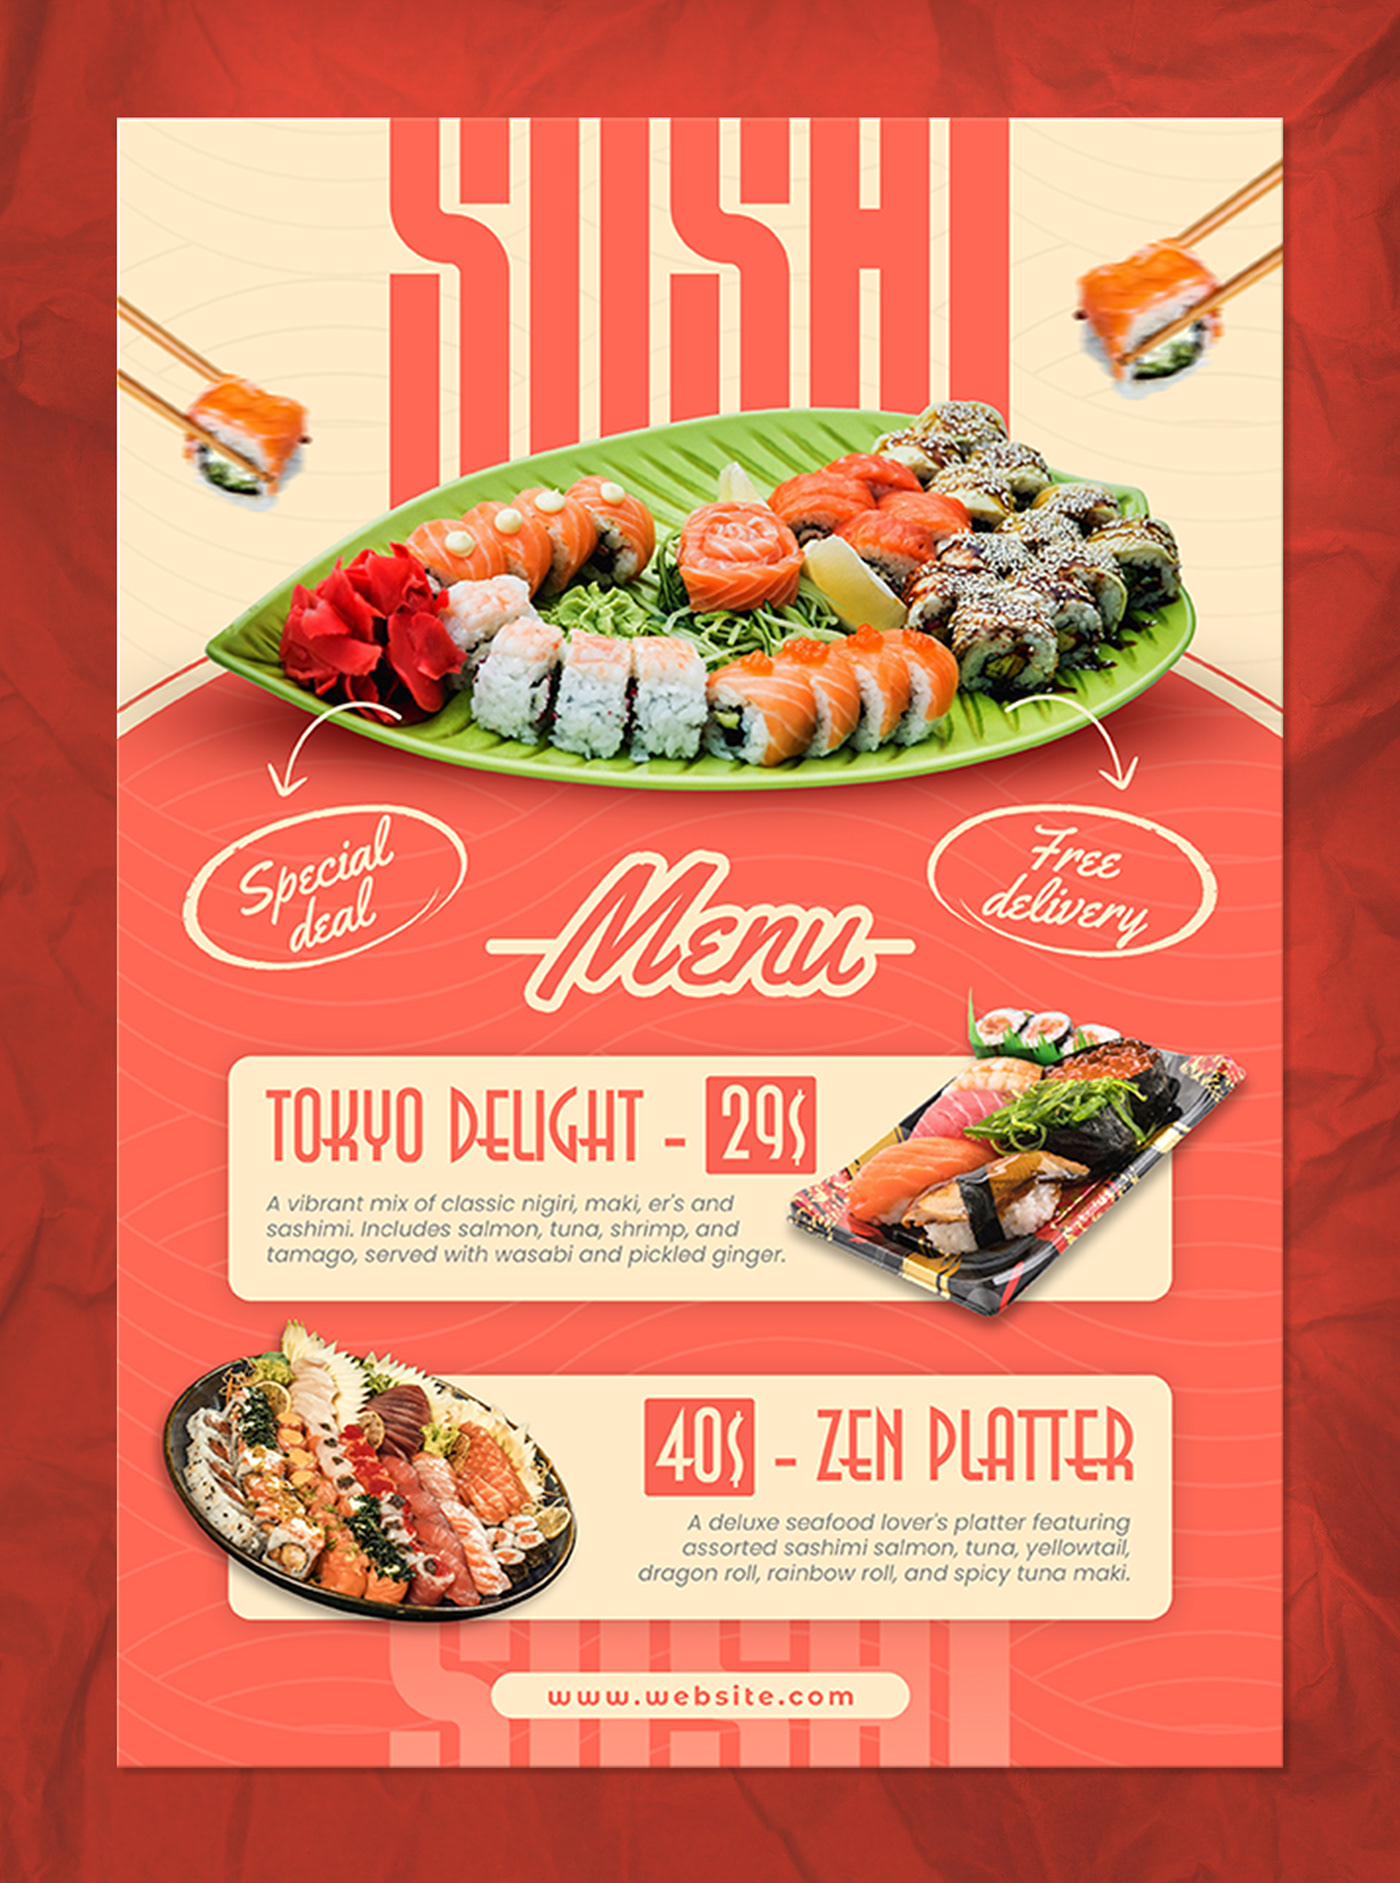 SUSHI
Special
deal
Free
delivery
Menu
TOKYO DELIGHT - 29$
A vibrant mix of classic nigiri, maki, er's and
sashimi. Includes salmon, tuna, shrimp, and
tamago, served with wasabi and pickled ginger.
40$ - ZEN PLATTER
A deluxe seafood lover's platter featuring
assorted sashimi salmon, tuna, yellowtail,
dragon roll, rainbow roll, and spicy tuna maki.
SUSHI
www.website.com